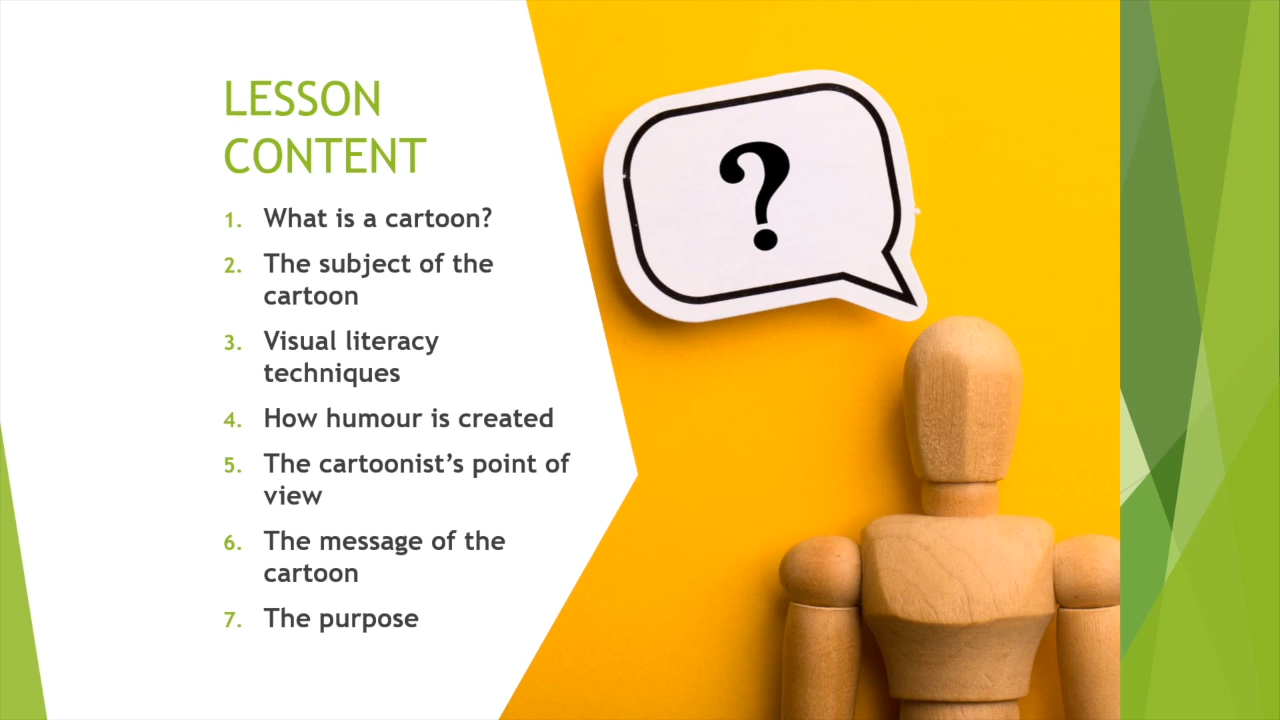 LESSON
CONTENT
1. What is a cartoon?
2. The subject of the
cartoon
3. Visual literacy
techniques
4. How humour is created
5. The cartoonist's point of
view
6. The message of the
cartoon
7. The purpose
?